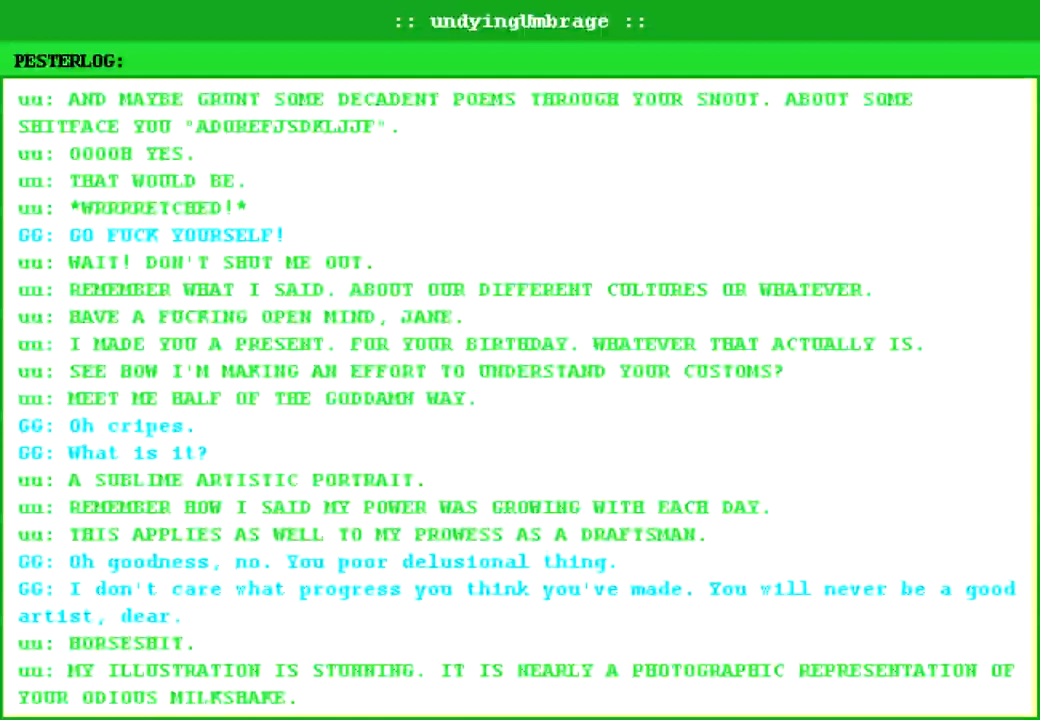 :: undyingUmbrage ::
PESTERLOG:
uu: AND MAYBE GRUNT SOME DECADENT POEMS THROUGH YOUR SNOUT. ABOUT SOME
SHITFACE YOU "ADOREFJSDKLJJF".
uu: OOOOH YES.
uu: THAT WOULD BE.
uu: *WRRRRETCHED!*
GG: GO FUCK YOURSELF!
uu: WAIT! DON'T SHUT ME OUT.
uu: REMEMBER WHAT I SAID. ABOUT OUR DIFFERENT CULTURES OR WHATEVER.
uu: HAVE A FUCKING OPEN MIND, JANE.
uu: I MADE YOU A PRESENT. FOR YOUR BIRTHDAY. WHATEVER THAT ACTUALLY IS.
uu: SEE HOW I'M MAKING AN EFFORT TO UNDERSTAND YOUR CUSTOMS?
uu: MEET ME HALF OF THE GODDAMN WAY.
GG: Oh cripes.
GG: What is it?
uu: A SUBLIME ARTISTIC PORTRAIT.
uu: REMEMBER HOW I SAID MY POWER WAS GROWING WITH EACH DAY.
uu: THIS APPLIES AS WELL TO MY PROWESS AS A DRAFTSMAN.
GG: Oh goodness, no. You poor delusional thing.
GG: I don't care what progress you think you've made. You will never be a good
artist, dear.
uu: HORSESHIT.
uu: MY ILLUSTRATION IS STUNNING. IT IS NEARLY A PHOTOGRAPHIC REPRESENTATION OF
YOUR ODIOUS MILKSHAKE.